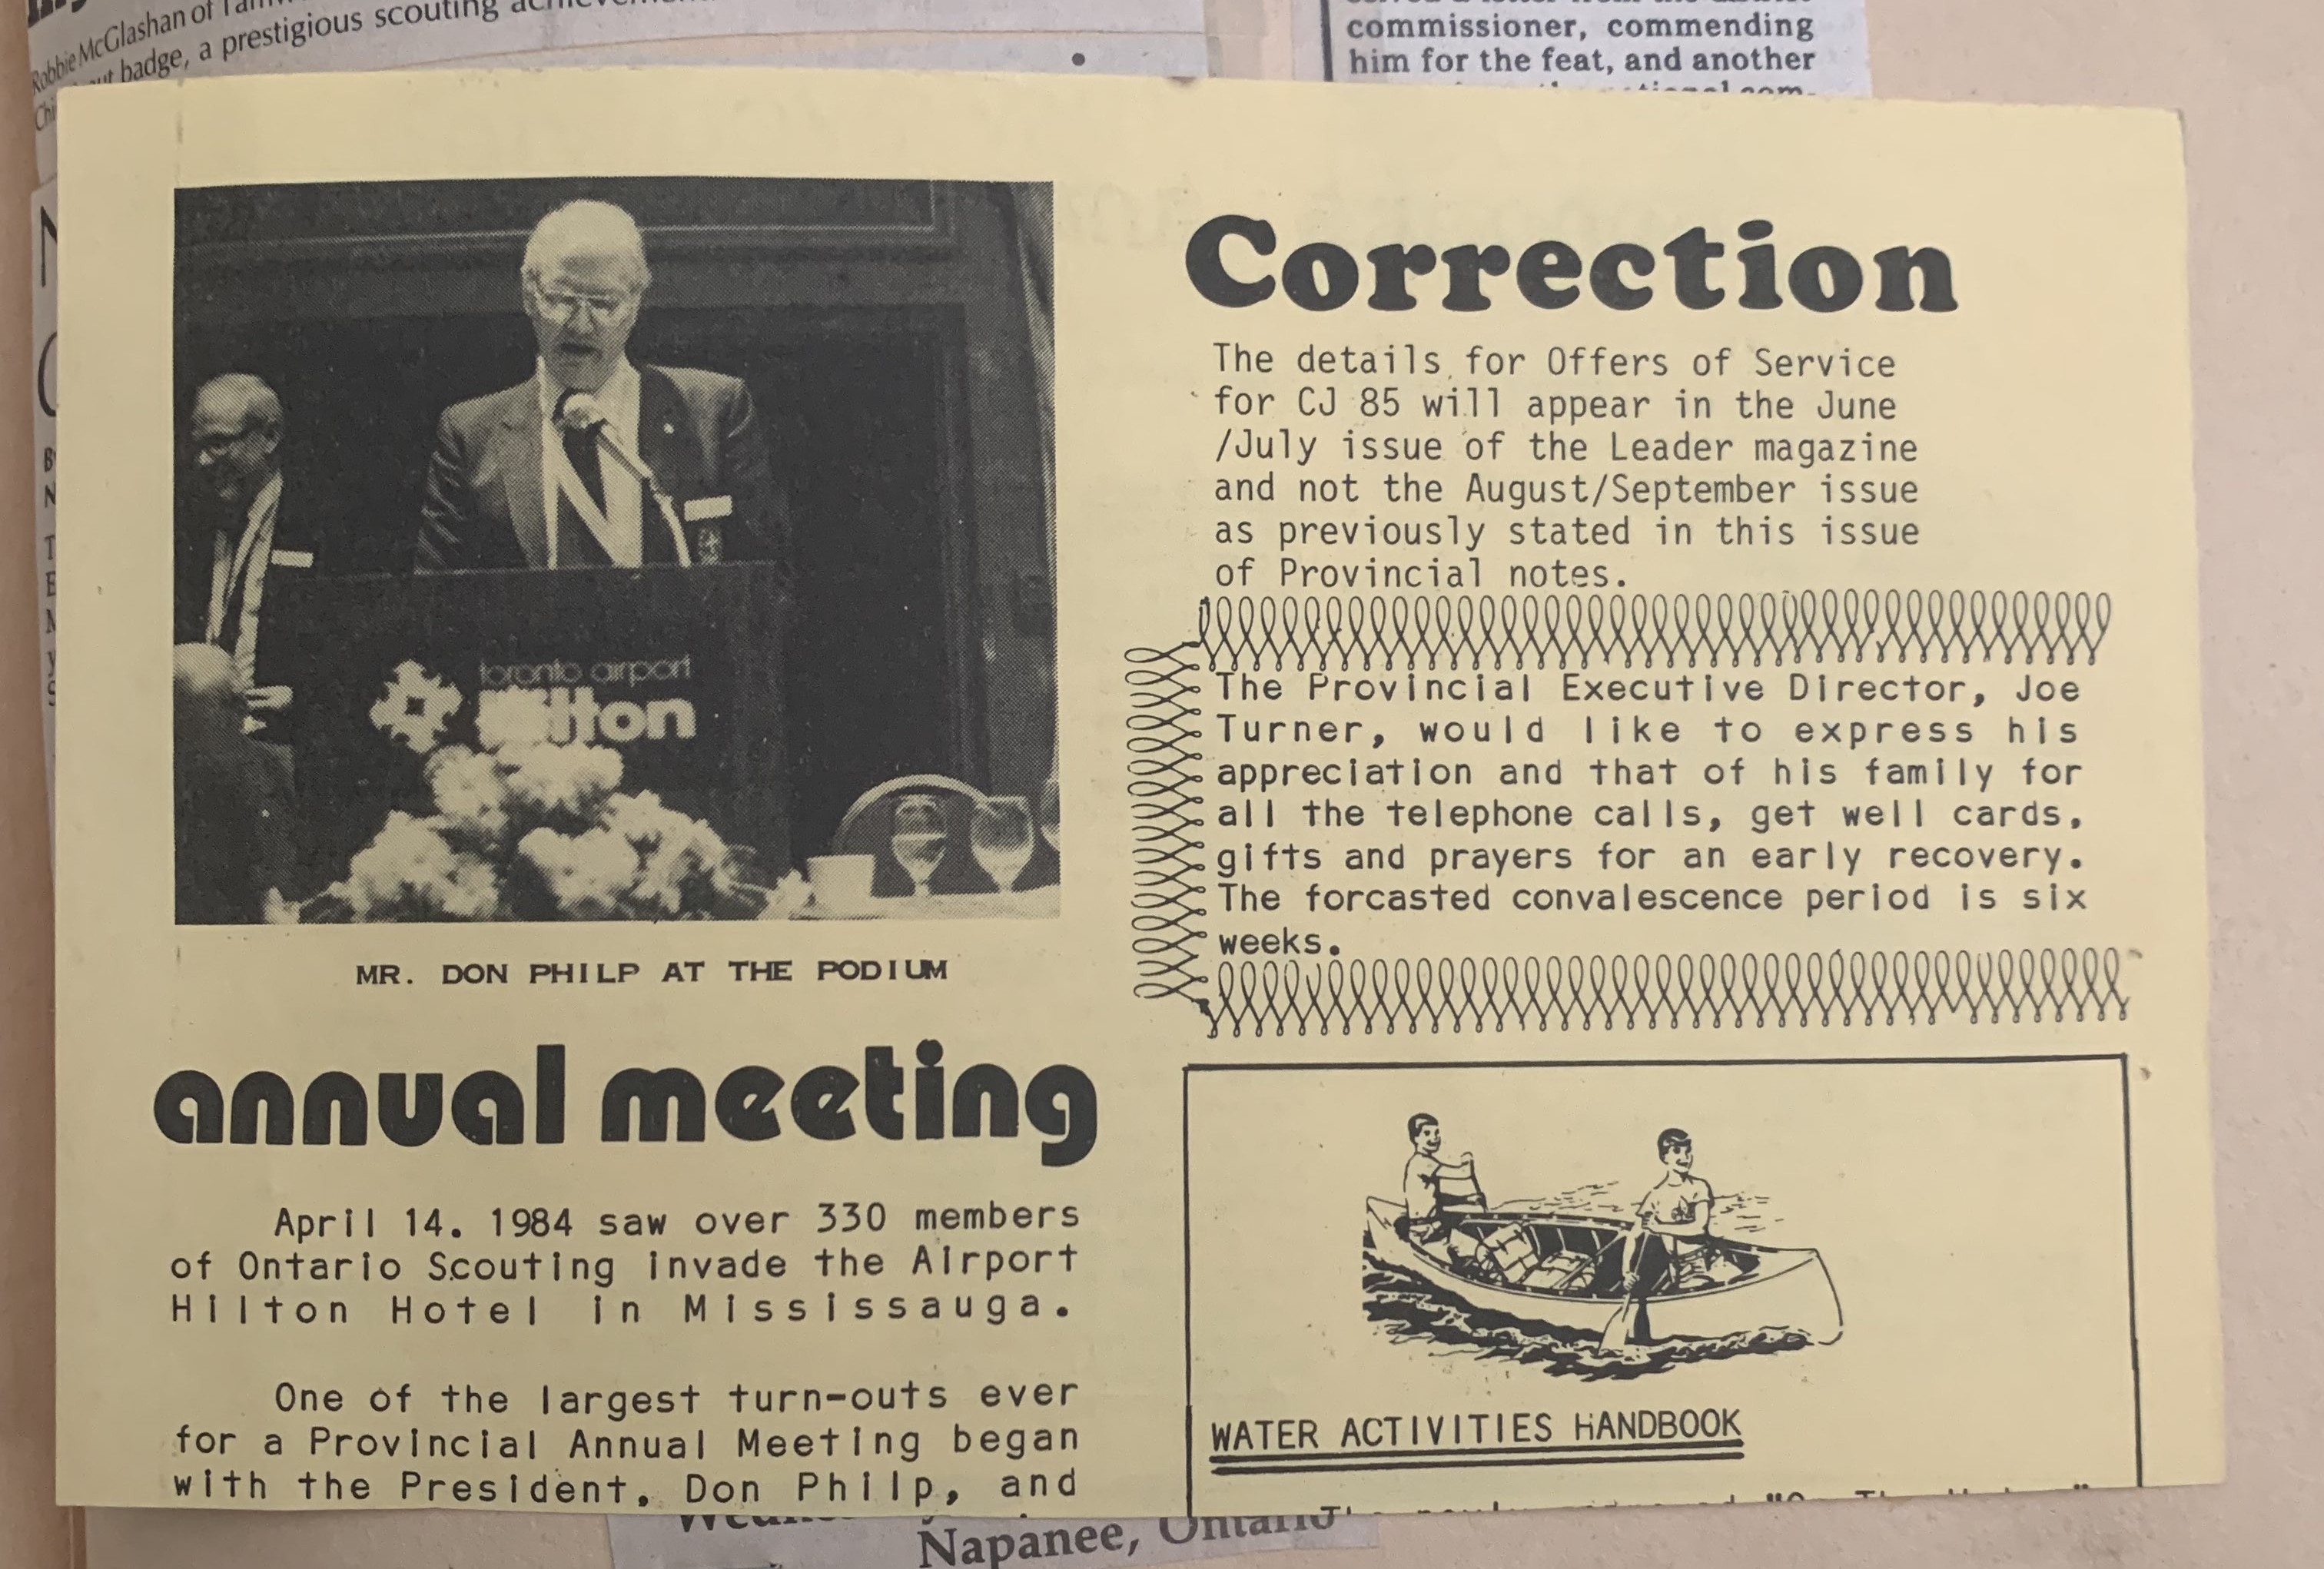 Robbie McGlashan of
badge, a prestigious scouting
commissioner, commending
him for the feat, and another
toronto airport
Hilton
MR. DON PHILP AT THE PODIUM
annual meeting
April 14. 1984 saw over 330 members
of Ontario Scouting invade the Airport
Hilton Hotel in Mississauga.
One of the largest turn-outs ever
for a Provincial Annual Meeting began
with the President, Don Philp, and
Correction
The details for Offers of Service
for CJ 85 will appear in the June
/July issue of the Leader magazine
and not the August/September issue
as previously stated in this issue
of Provincial notes.
The Provincial Executive Director, Joe
Turner, would like to express his
appreciation and that of his family for
all the telephone calls, get well cards,
gifts and prayers for an early recovery.
The forcasted convalescence period is six
weeks.
WATER ACTIVITIES HANDBOOK
Napanee, Ontario